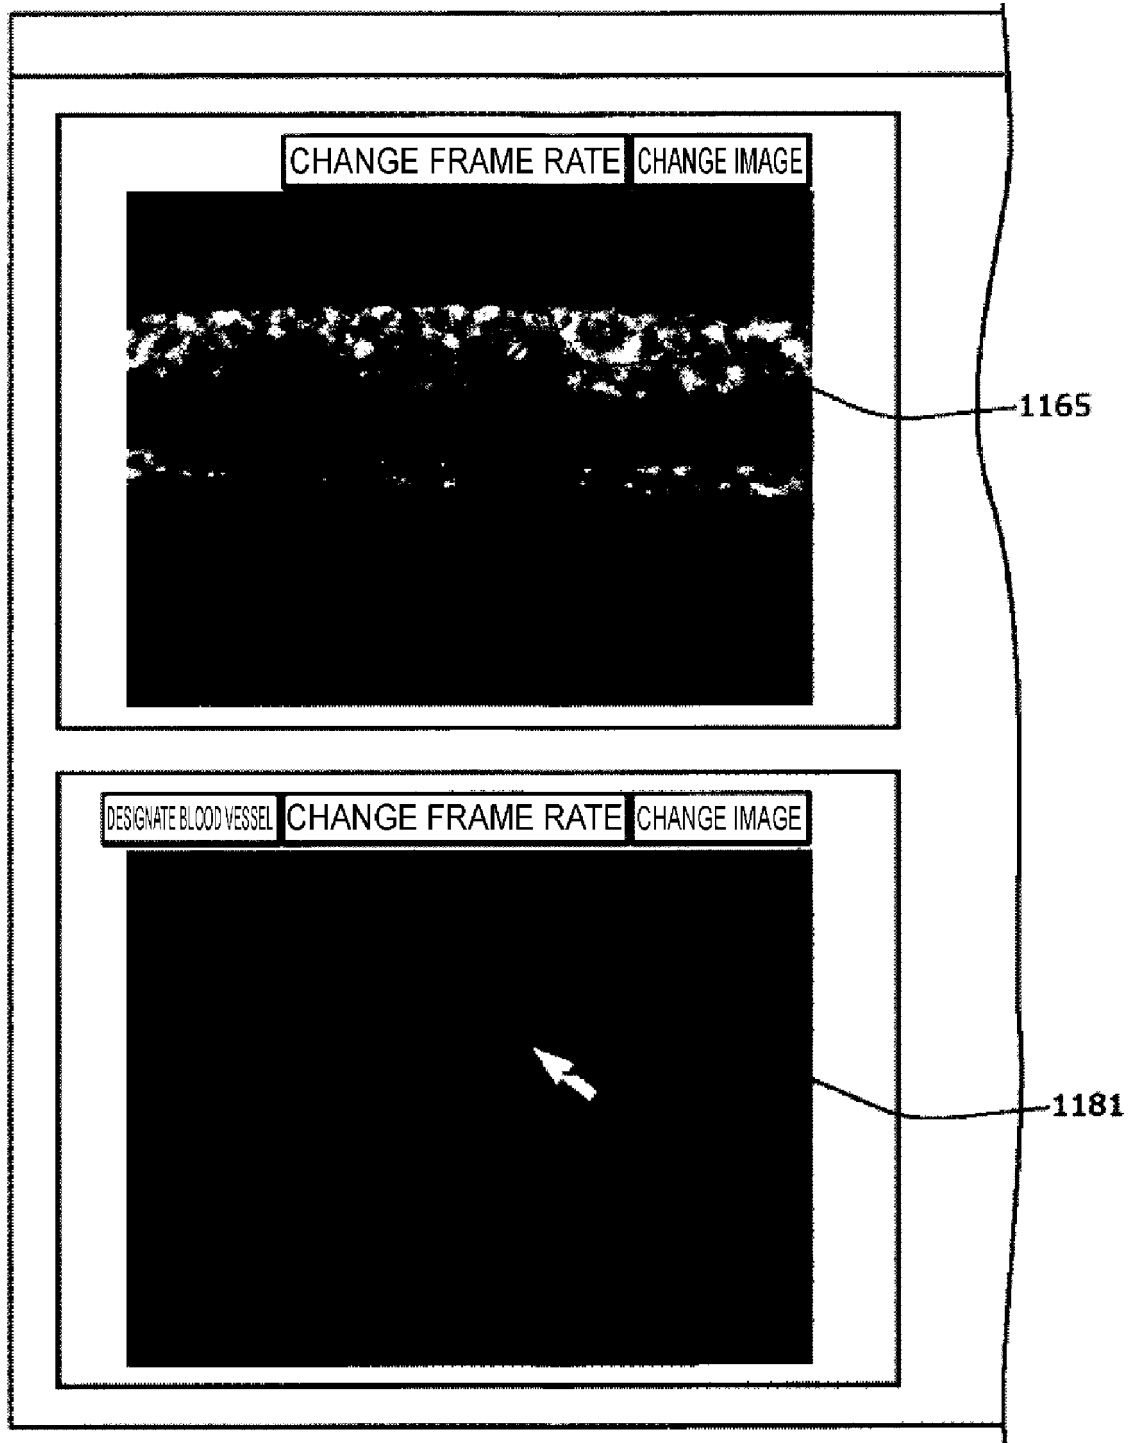 CHANGE FRAME RATE CHANGE IMAGE
1165
DESIGNATE BLOOD VESSEL CHANGE FRAME RATE CHANGE IMAGE
1181